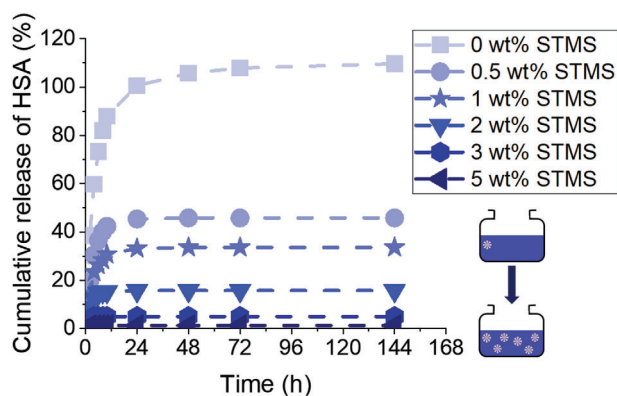 Cumulative release of HSA (%)
120
100
80
60
40
20
0
0 24 48 72 96 120 144 168
Time (h)
0 wt% STMS
0.5 wt% STMS
1 wt% STMS
2 wt% STMS
3 wt% STMS
5 wt% STMS